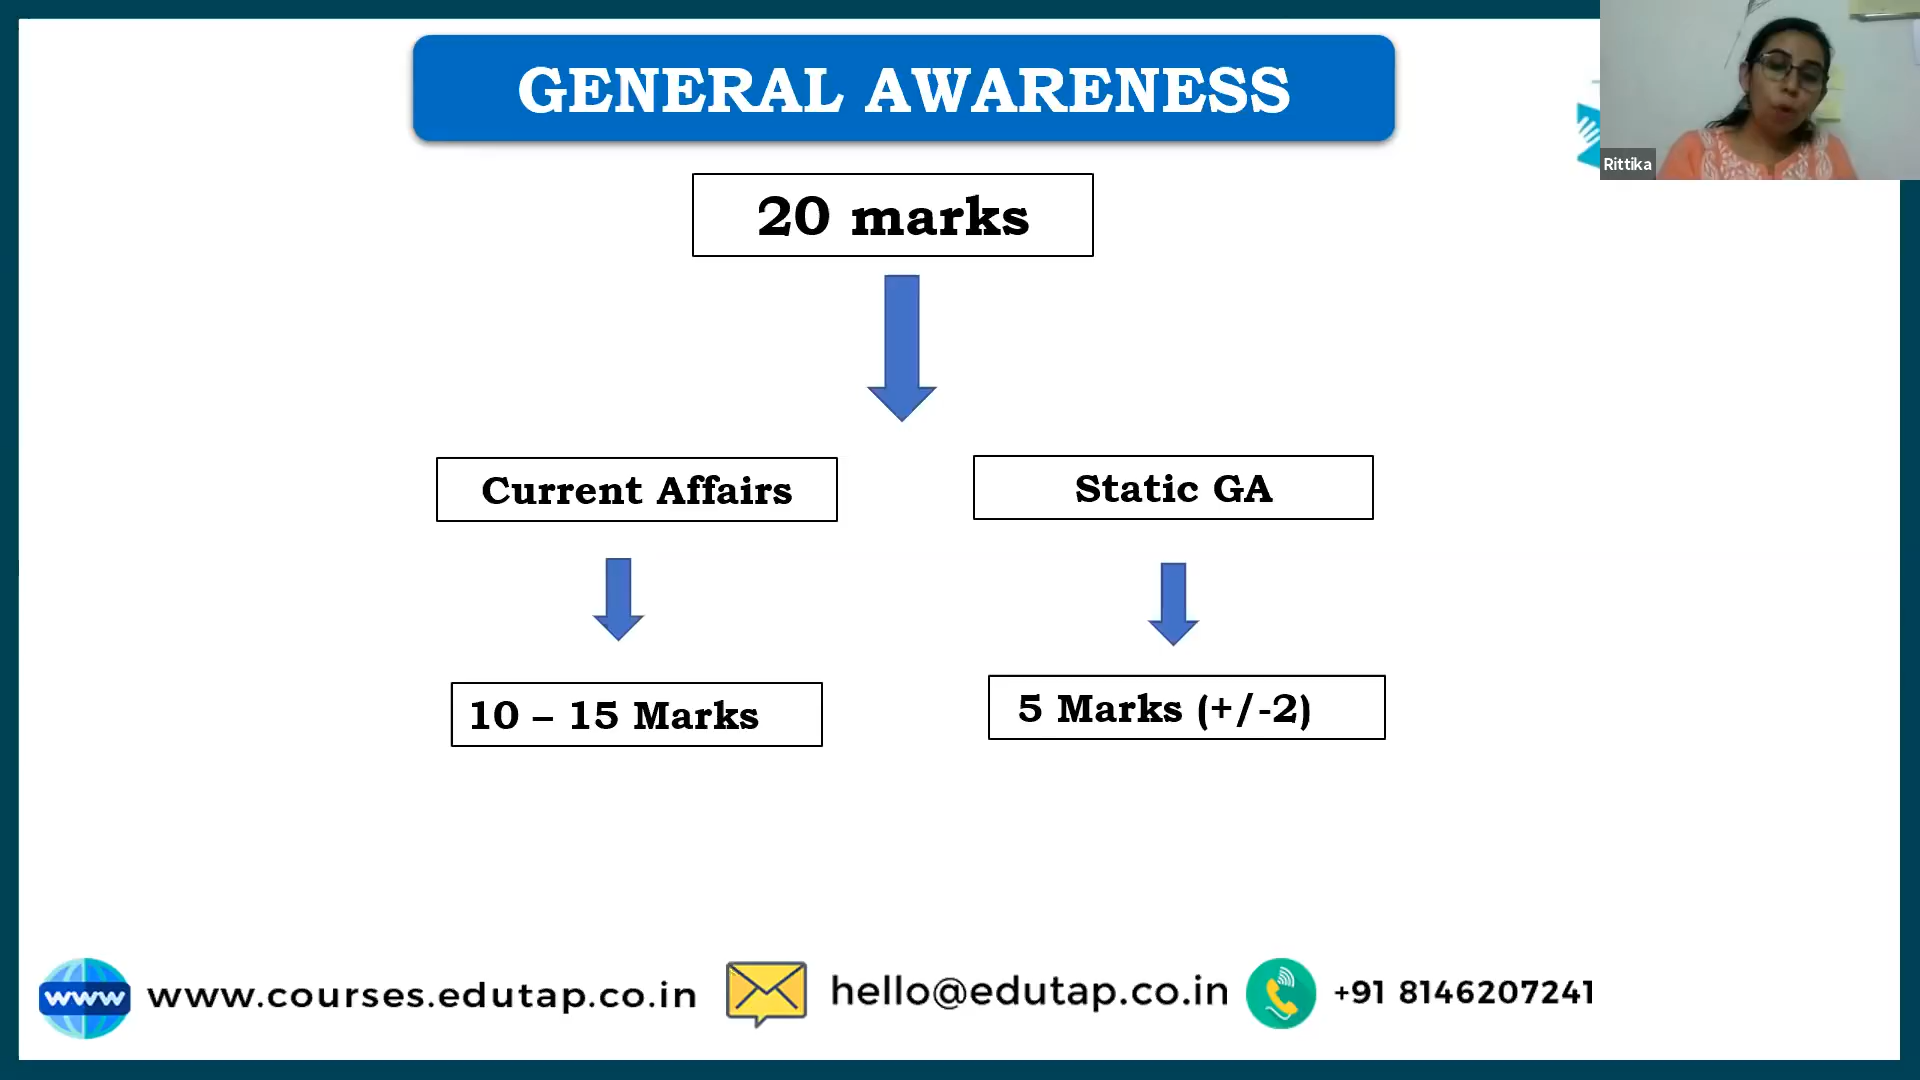 GENERAL AWARENESS
Rittika
20 marks
Current Affairs
Static GA
10 – 15 Marks
5 Marks (+/-2)
www www.courses.edutap.co.in hello@edutap.co.in +91 8146207241